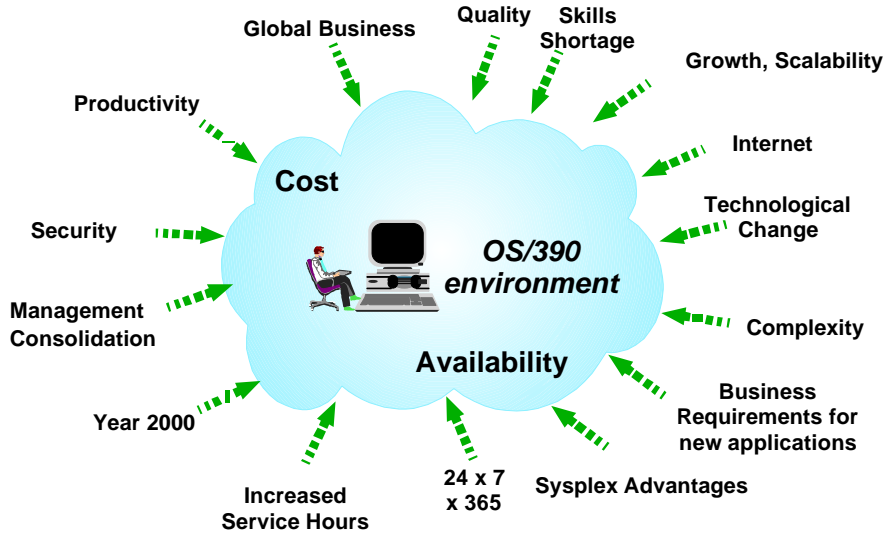 Global Business
Quality
Skills
Shortage
Growth, Scalability
Productivity
Internet
Cost
Security
Technological
Change
OS/390
environment
Management
Consolidation
Complexity
Availability
Year 2000
Business
Requirements for
new applications
Increased
Service Hours
24 x 7
x 365
Sysplex Advantages